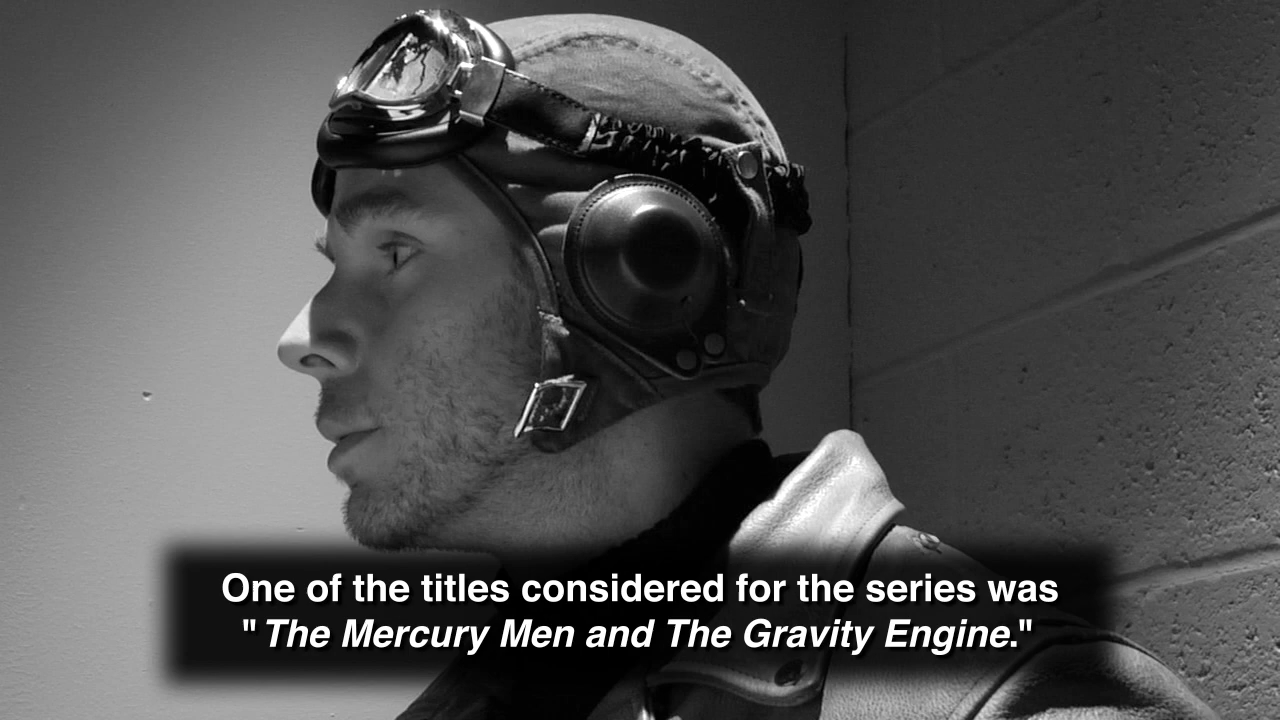 One of the titles considered for the series was
"The Mercury Men and The Gravity Engine."